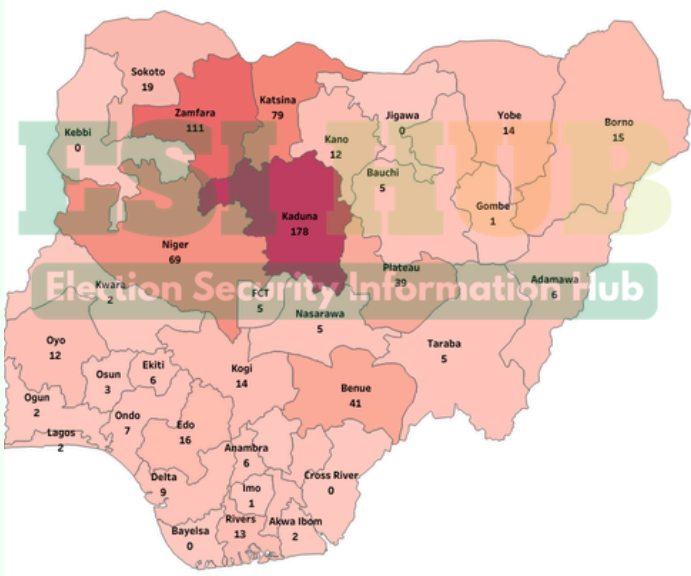 Sokoto
19
Zamfara
111
Katsina
79
Kebbi
0
Kano
12
Jigawa
0
Yobe
14
Borno
15
Bauchi
5
Gombe
1
ESI HUB
Kaduna
178
Niger
69
Plateau
39
Adamawa
6
Election Security Information Hub
Kwara
2
FCT
5
Nasarawa
5
Taraba
5
Oyo
12
Osun
3
Ekiti
6
Kogi
14
Benue
41
Ogun
2
Ondo
7
Edo
16
Lagos
2
Anambra
6
Delta
9
Imo
1
Cross River
0
Bayelsa
0
Rivers
13
Akwa Ibom
2